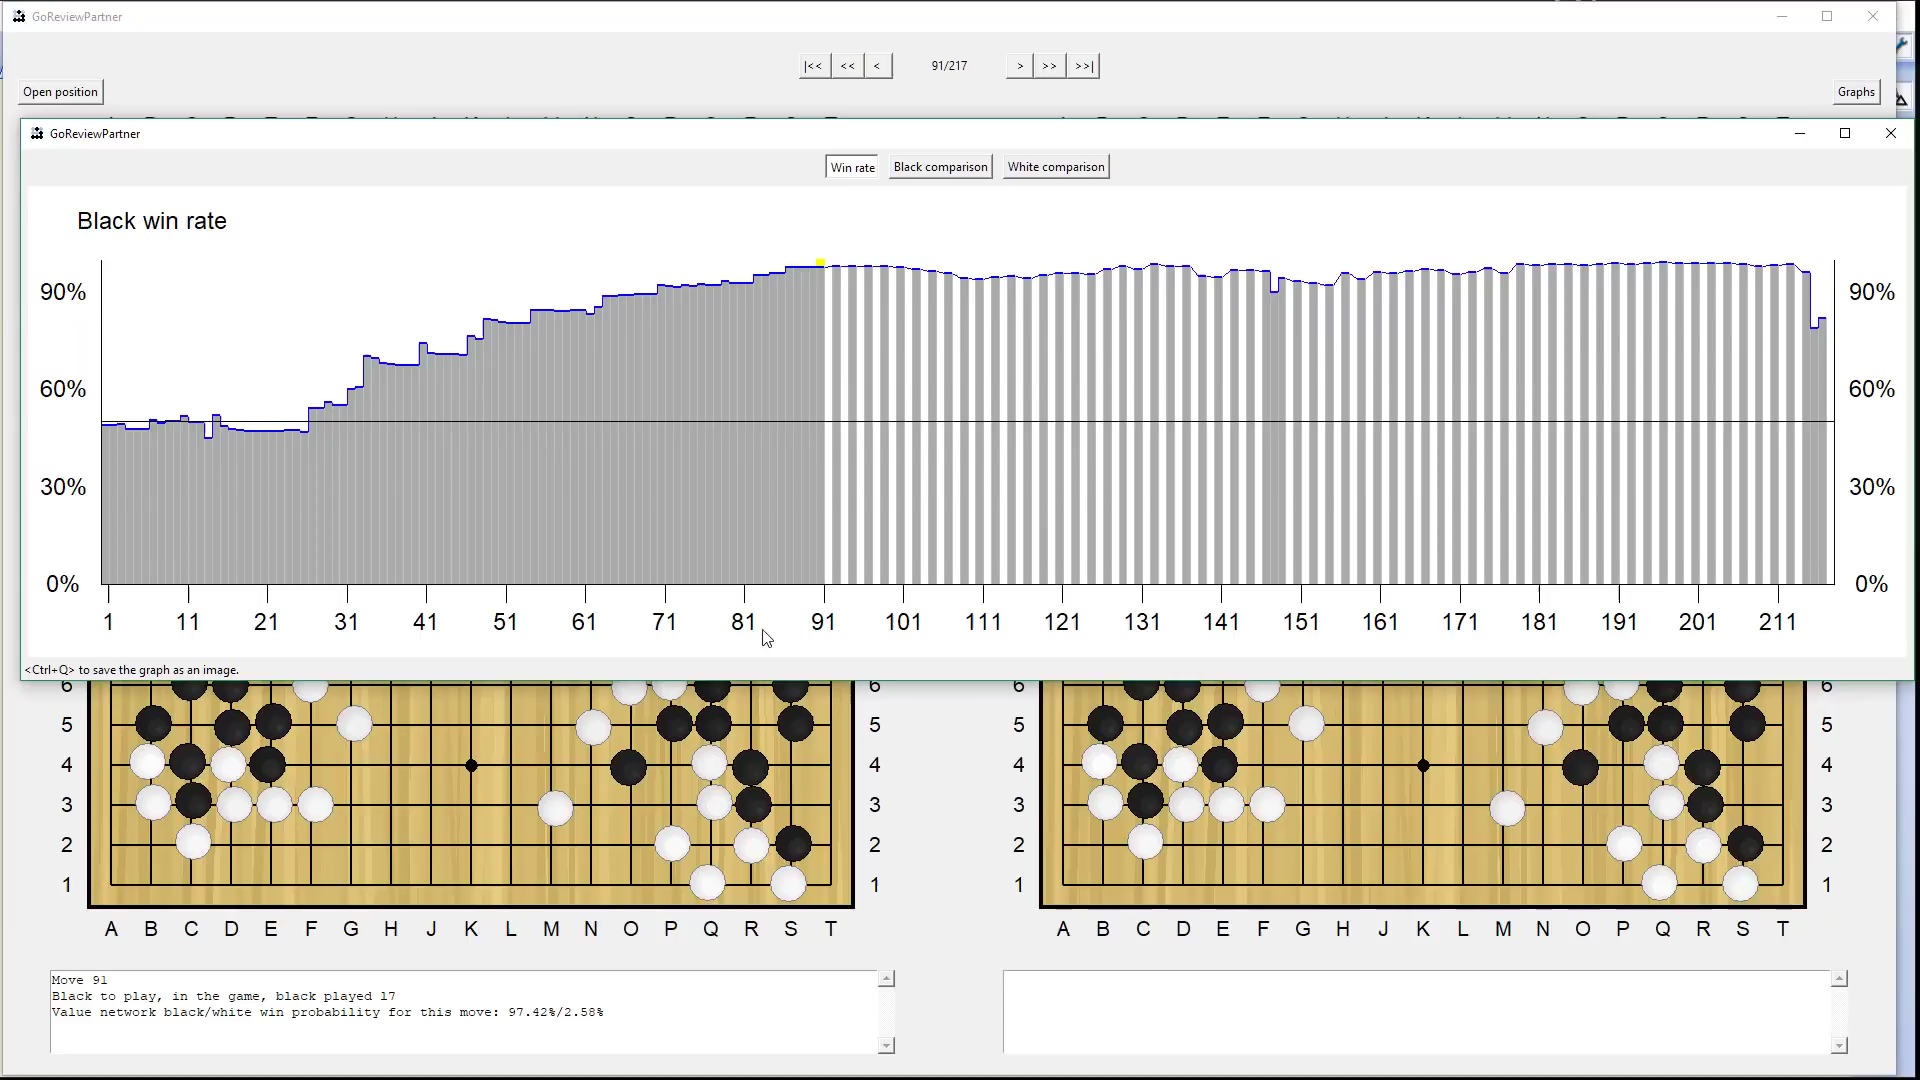 GoReviewPartner
|<< << < 91/217 > >> >>|
Open position Graphs
GoReviewPartner
Win rate Black comparison White comparison
Black win rate
90% 90%
60% 60%
30% 30%
0% 0%
1 11 21 31 41 51 61 71 81 91 101 111 121 131 141 151 161 171 181 191 201 211
<Ctrl+Q> to save the graph as an image.
6 6 6 6
5 5 5 5
4 4 4 4
3 3 3 3
2 2 2 2
1 1 1 1
A B C D E F G H J K L M N O P Q R S T A B C D E F G H J K L M N O P Q R S T
Move 91
Black to play, in the game, black played l7
Value network black/white win probability for this move: 97.42%/2.58%